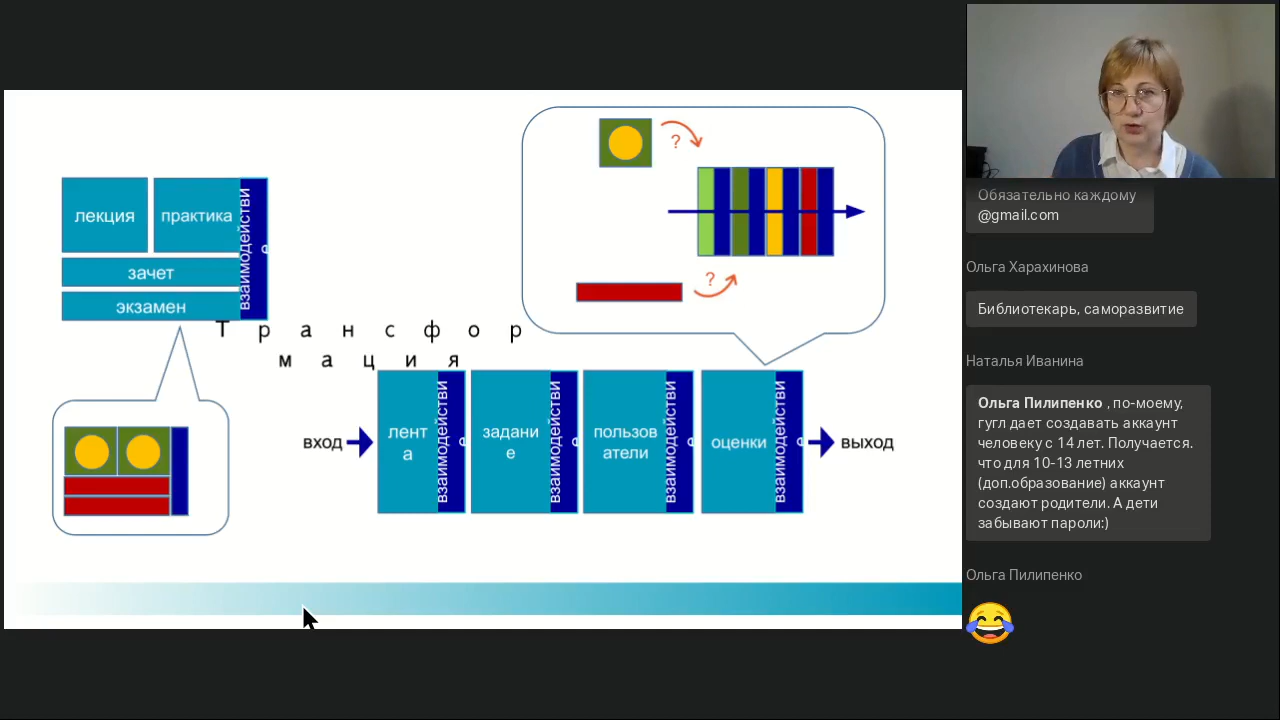 лекция
практика
взаимодействи
е
зачет
экзамен
Трансфор
мация
?
?
вход
лент
а
взаимодействи
е
задани
е
взаимодействи
е
пользов
атели
взаимодействи
е
оценки
взаимодействи
е
выход
Обязательно каждому
@gmail.com
Ольга Харахинова
Библиотекарь, саморазвитие
Наталья Иванина
Ольга Пилипенко , по-моему,
гугл дает создавать аккаунт
человеку с 14 лет. Получается.
что для 10-13 летних
(доп.образование) аккаунт
создают родители. А дети
забывают пароли:)
Ольга Пилипенко